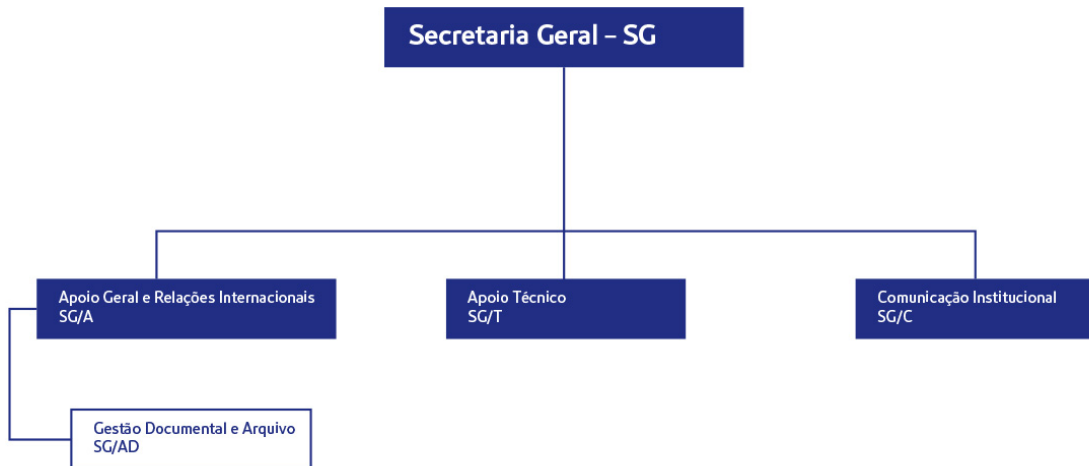 Secretaria Geral – SG
Apoio Geral e Relações Internacionais
SG/A
Apoio Técnico
SG/T
Comunicação Institucional
SG/C
Gestão Documental e Arquivo
SG/AD